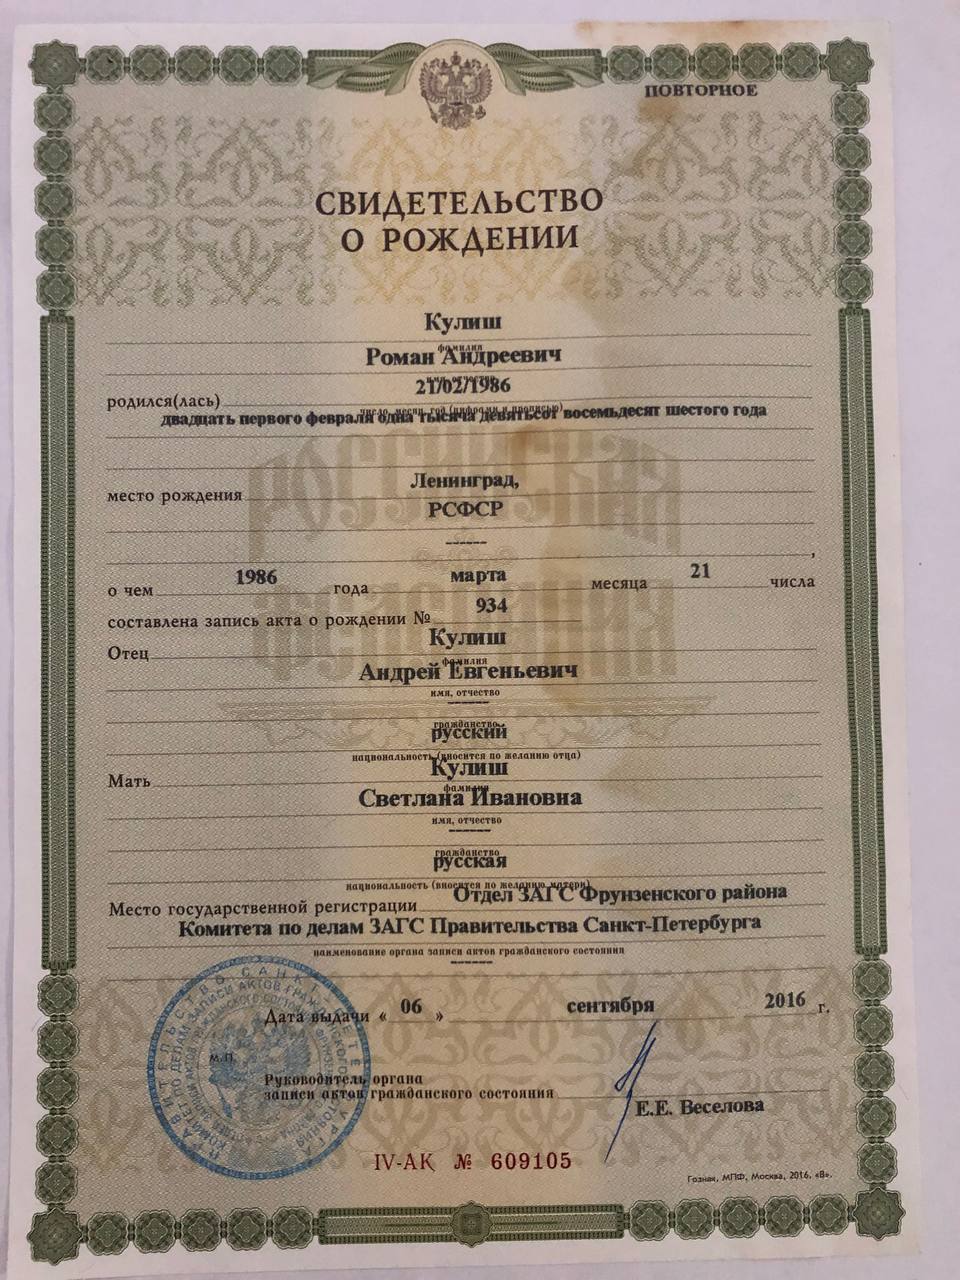 ПОВТОРНОЕ
СВИДЕТЕЛЬСТВО
О РОЖДЕНИИ
Кулиш
фамилия
Роман Андреевич
имя, отчество
родился(лась) 21/02/1986
число, месяц, год (цифрами и прописью)
двадцать первого февраля одна тысяча девятьсот восемьдесят шестого года
место рождения Ленинград,
РСФСР
------
,
о чем 1986 года марта месяца 21 числа
составлена запись акта о рождении № 934
Отец Кулиш
фамилия
Андрей Евгеньевич
имя, отчество
------
гражданство
русский
национальность (вносится по желанию отца)
Мать Кулиш
фамилия
Светлана Ивановна
имя, отчество
------
гражданство
русская
национальность (вносится по желанию матери)
Место государственной регистрации Отдел ЗАГС Фрунзенского района
Комитета по делам ЗАГС Правительства Санкт-Петербурга
наименование органа записи актов гражданского состояния
------
Дата выдачи « 06 » сентября 2016 г.
М.П.
Руководитель органа
записи актов гражданского состояния
Е.Е. Веселова
IV-АК № 609105
Гознак, МПФ, Москва, 2016, «В».
РОССИЙСКАЯ
ФЕДЕРАЦИЯ